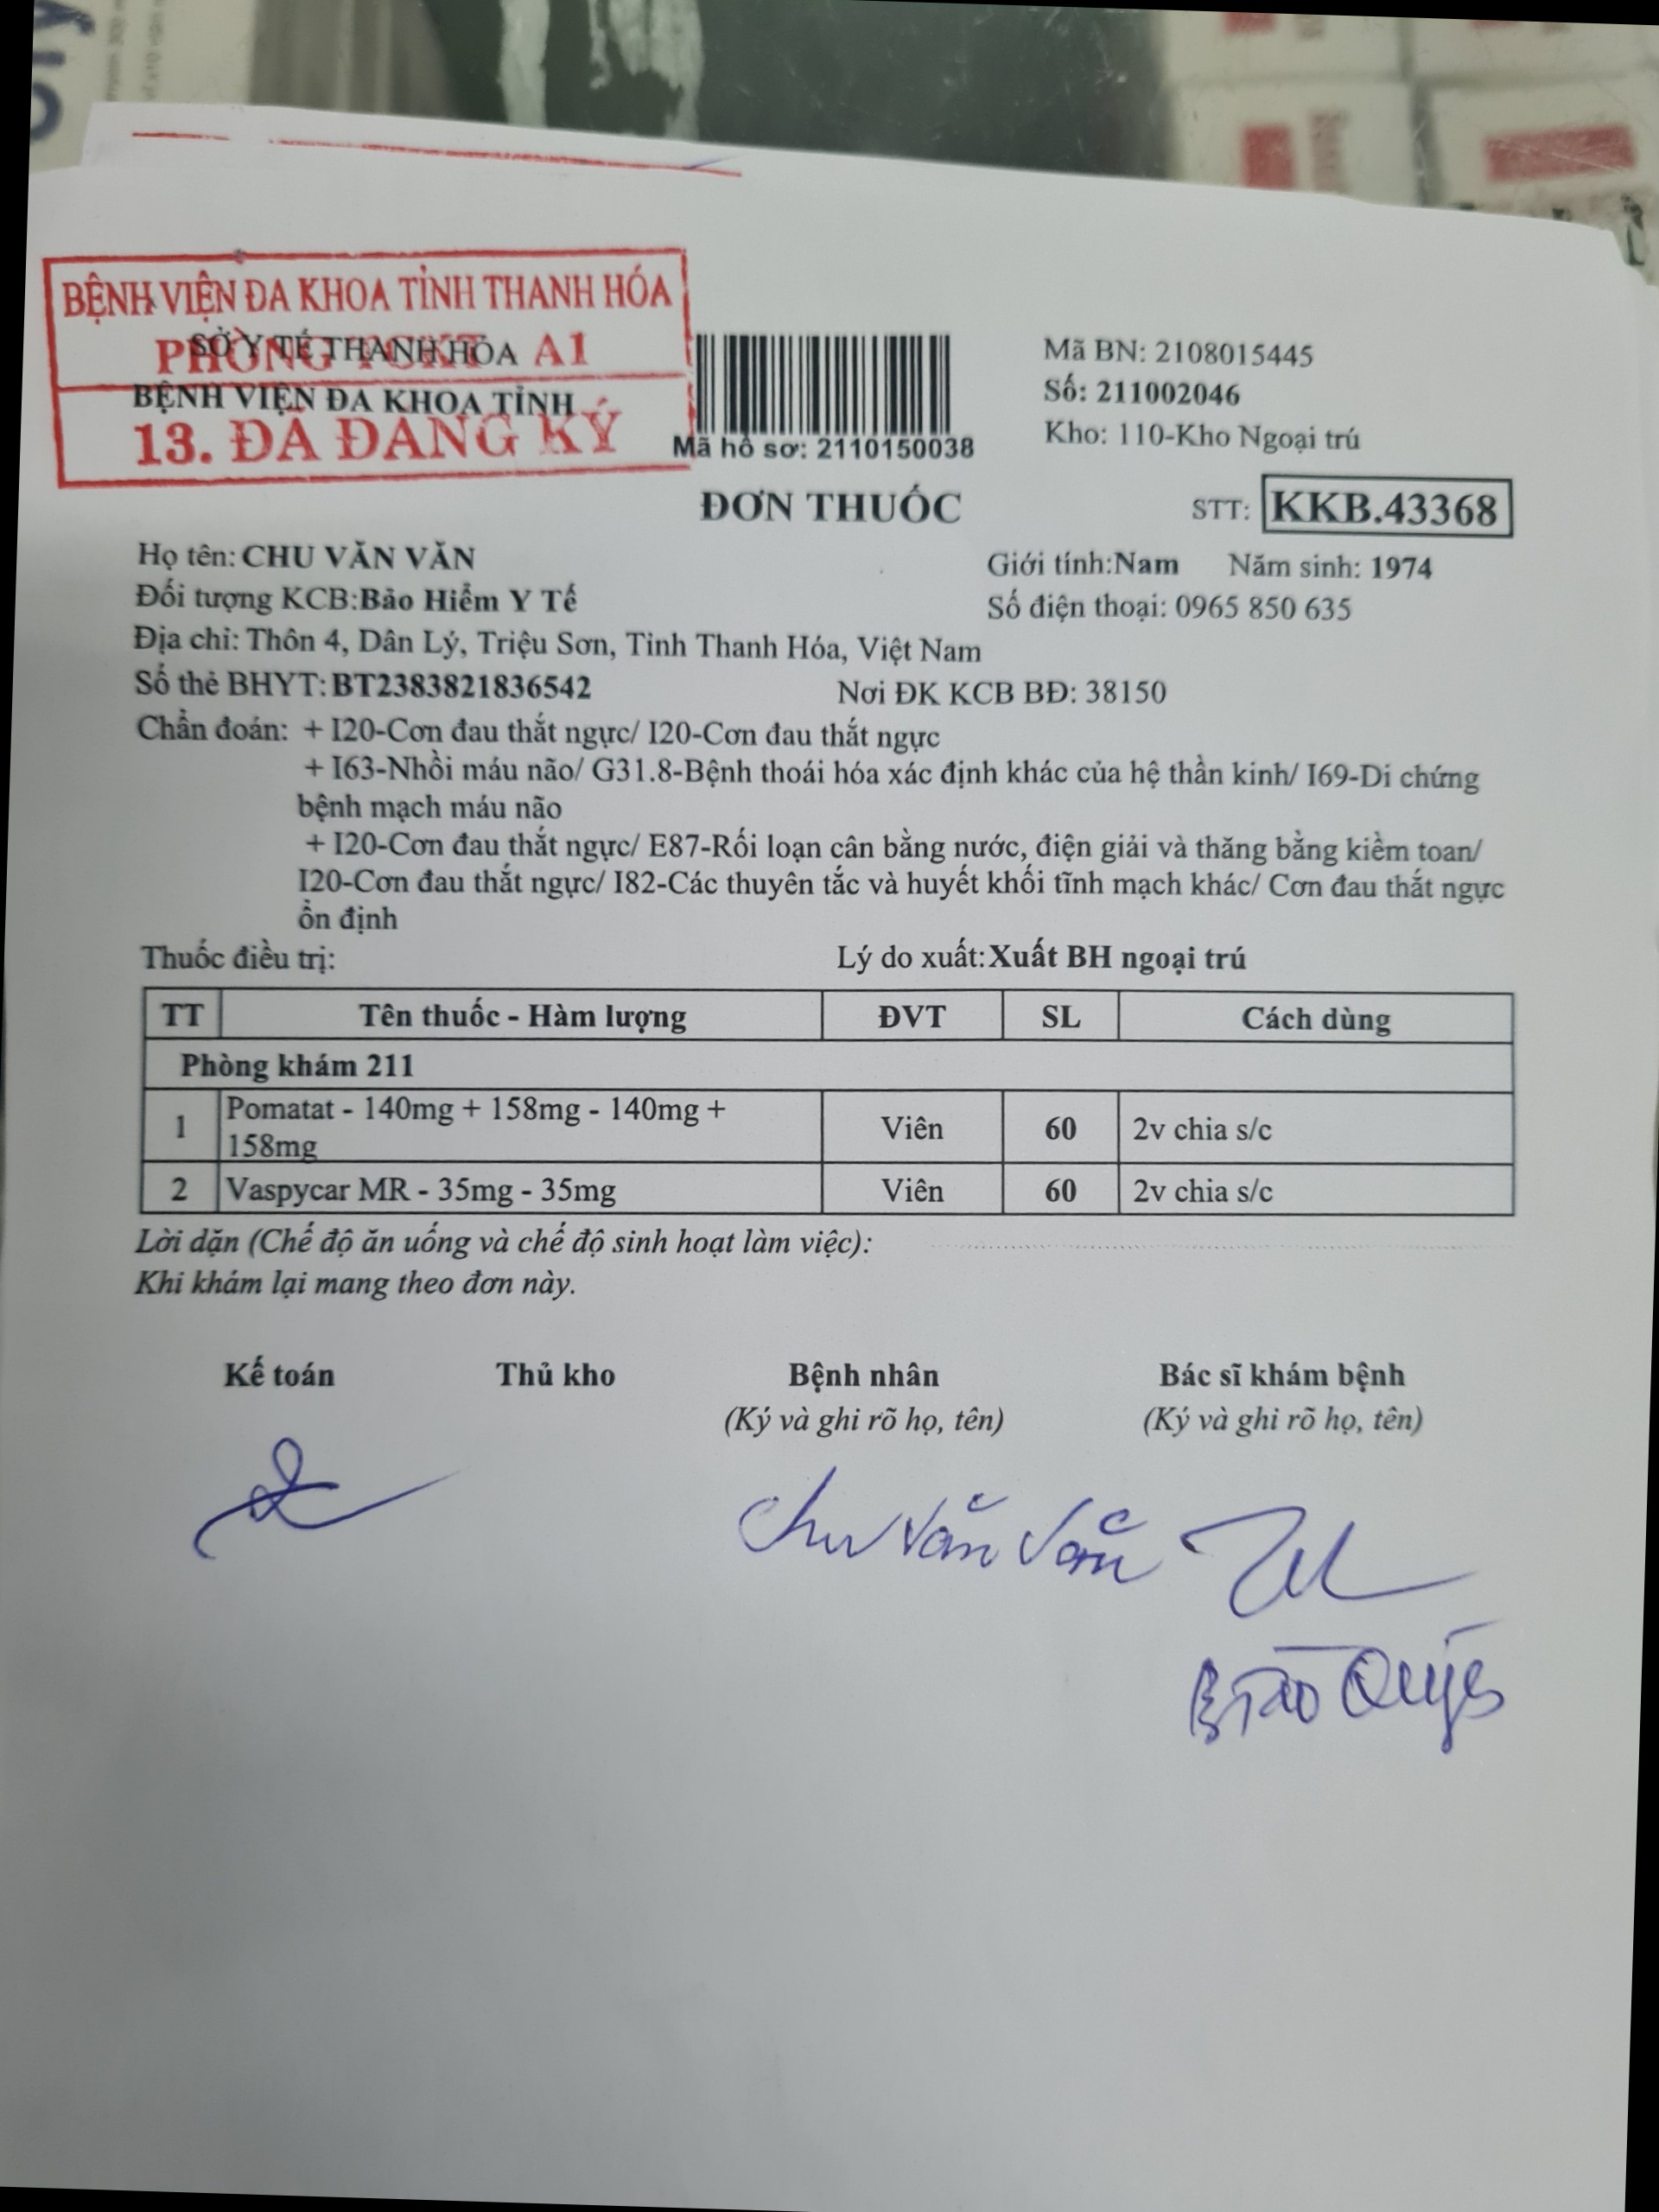 BỆNH VIỆN ĐA KHOA TỈNH THANH HÓA
PHÒNG TCKT A1
SỞ Y TẾ THANH HÓA
BỆNH VIỆN ĐA KHOA TỈNH
13. ĐÃ ĐĂNG KÝ
Mã hồ sơ: 2110150038
Mã BN: 2108015445
Số: 211002046
Kho: 110-Kho Ngoại trú
ĐƠN THUỐC
STT: KKB.43368
Họ tên: CHU VĂN VĂN Giới tính:Nam Năm sinh: 1974
Đối tượng KCB:Bảo Hiểm Y Tế Số điện thoại: 0965 850 635
Địa chỉ: Thôn 4, Dân Lý, Triệu Sơn, Tỉnh Thanh Hóa, Việt Nam
Số thẻ BHYT:BT2383821836542 Nơi ĐK KCB BĐ: 38150
Chẩn đoán: + I20-Cơn đau thắt ngực/ I20-Cơn đau thắt ngực
+ I63-Nhồi máu não/ G31.8-Bệnh thoái hóa xác định khác của hệ thần kinh/ I69-Di chứng
bệnh mạch máu não
+ I20-Cơn đau thắt ngực/ E87-Rối loạn cân bằng nước, điện giải và thăng bằng kiềm toan/
I20-Cơn đau thắt ngực/ I82-Các thuyên tắc và huyết khối tĩnh mạch khác/ Cơn đau thắt ngực
ổn định
Thuốc điều trị: Lý do xuất:Xuất BH ngoại trú
TT Tên thuốc - Hàm lượng ĐVT SL Cách dùng
Phòng khám 211
1 Pomatat - 140mg + 158mg - 140mg + 158mg Viên 60 2v chia s/c
2 Vaspycar MR - 35mg - 35mg Viên 60 2v chia s/c
Lời dặn (Chế độ ăn uống và chế độ sinh hoạt làm việc):
Khi khám lại mang theo đơn này.
Kế toán Thủ kho Bệnh nhân Bác sĩ khám bệnh
(Ký và ghi rõ họ, tên) (Ký và ghi rõ họ, tên)
Chu Văn Văn